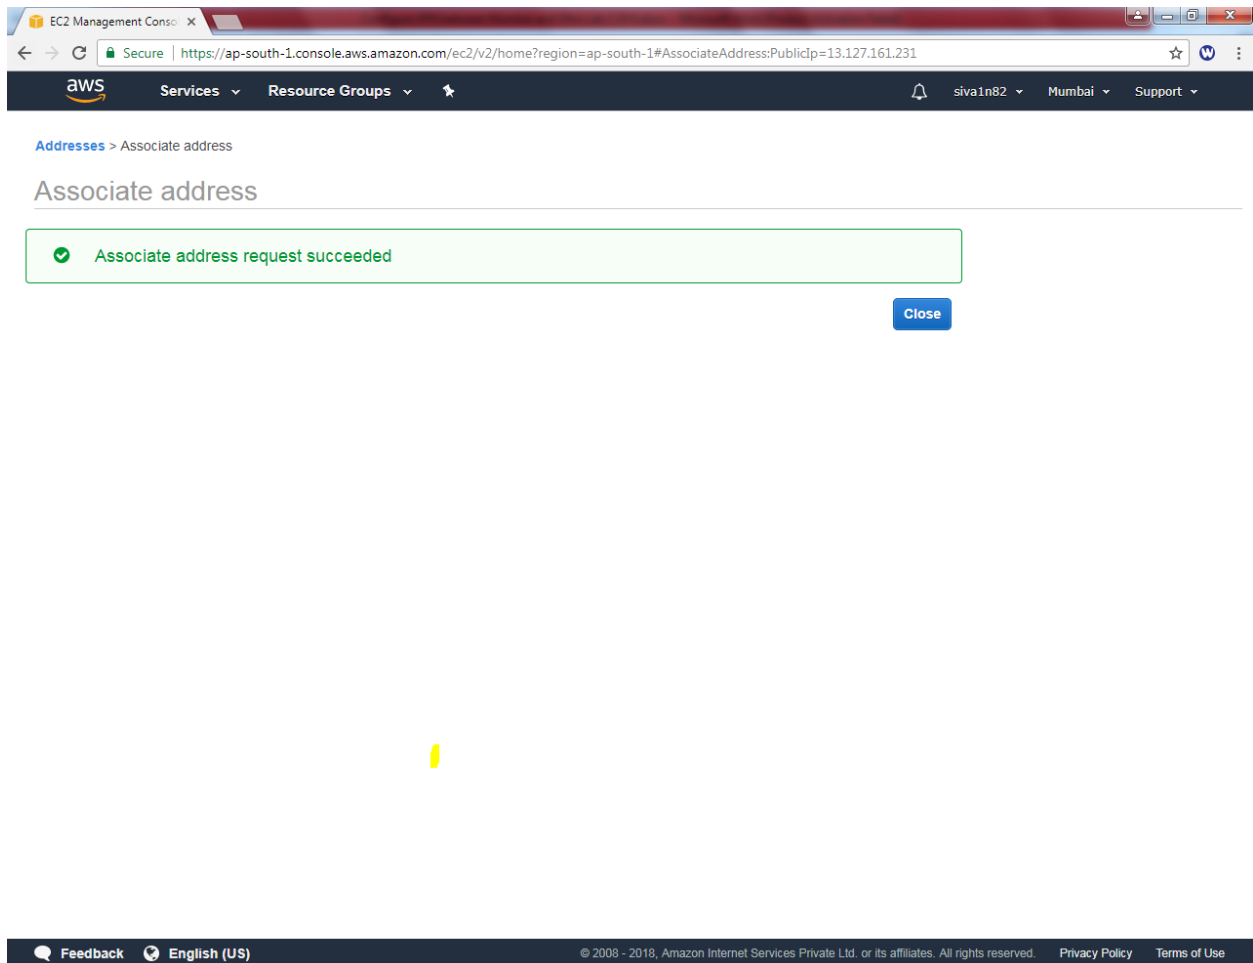 EC2 Management Conso
Secure | https://ap-south-1.console.aws.amazon.com/ec2/v2/home?region=ap-south-1#AssociateAddress:PublicIp=13.127.161.231
aws Services Resource Groups siva1n82 Mumbai Support
Addresses > Associate address
Associate address
Associate address request succeeded
Close
Feedback English (US) © 2008 - 2018, Amazon Internet Services Private Ltd. or its affiliates. All rights reserved. Privacy Policy Terms of Use